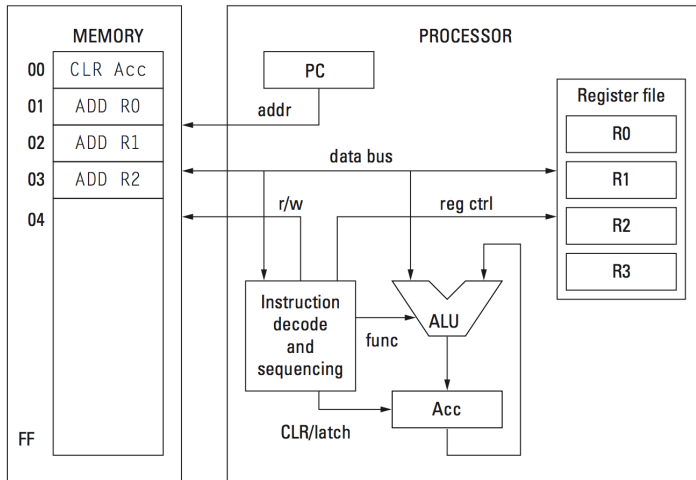 MEMORY
00 CLR Acc
01 ADD R0
02 ADD R1
03 ADD R2
04
FF
PROCESSOR
PC
addr
data bus
r/w
reg ctrl
Register file
R0
R1
R2
R3
Instruction
decode
and
sequencing
func
ALU
CLR/latch
Acc